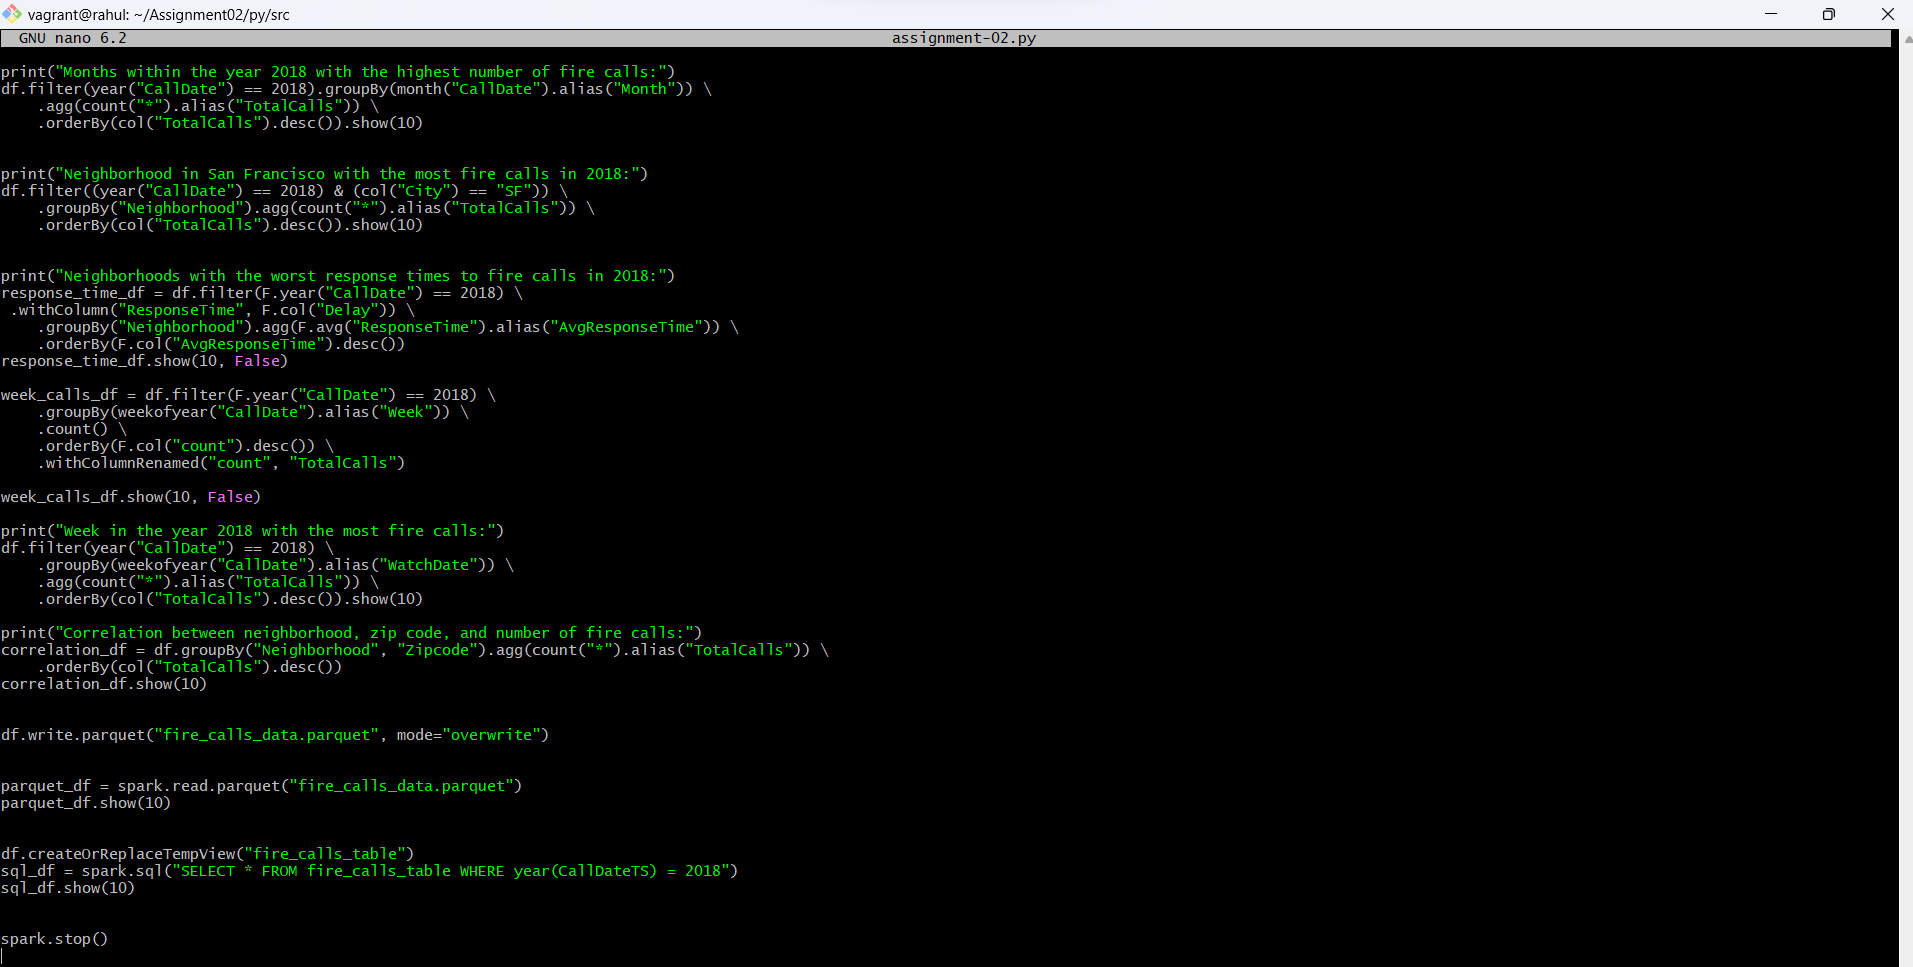 vagrant@rahul: ~/Assignment02/py/src
GNU nano 6.2 assignment-02.py
print("Months within the year 2018 with the highest number of fire calls:")
df.filter(year("CallDate") == 2018).groupBy(month("CallDate").alias("Month")) \
    .agg(count("*").alias("TotalCalls")) \
    .orderBy(col("TotalCalls").desc()).show(10)
print("Neighborhood in San Francisco with the most fire calls in 2018:")
df.filter((year("CallDate") == 2018) & (col("City") == "SF")) \
    .groupBy("Neighborhood").agg(count("*").alias("TotalCalls")) \
    .orderBy(col("TotalCalls").desc()).show(10)
print("Neighborhoods with the worst response times to fire calls in 2018:")
response_time_df = df.filter(F.year("CallDate") == 2018) \
 .withColumn("ResponseTime", F.col("Delay")) \
    .groupBy("Neighborhood").agg(F.avg("ResponseTime").alias("AvgResponseTime")) \
    .orderBy(F.col("AvgResponseTime").desc())
response_time_df.show(10, False)
week_calls_df = df.filter(F.year("CallDate") == 2018) \
    .groupBy(weekofyear("CallDate").alias("Week")) \
    .count() \
    .orderBy(F.col("count").desc()) \
    .withColumnRenamed("count", "TotalCalls")
week_calls_df.show(10, False)
print("Week in the year 2018 with the most fire calls:")
df.filter(year("CallDate") == 2018) \
    .groupBy(weekofyear("CallDate").alias("WatchDate")) \
    .agg(count("*").alias("TotalCalls")) \
    .orderBy(col("TotalCalls").desc()).show(10)
print("Correlation between neighborhood, zip code, and number of fire calls:")
correlation_df = df.groupBy("Neighborhood", "Zipcode").agg(count("*").alias("TotalCalls")) \
    .orderBy(col("TotalCalls").desc())
correlation_df.show(10)
df.write.parquet("fire_calls_data.parquet", mode="overwrite")
parquet_df = spark.read.parquet("fire_calls_data.parquet")
parquet_df.show(10)
df.createOrReplaceTempView("fire_calls_table")
sql_df = spark.sql("SELECT * FROM fire_calls_table WHERE year(CallDateTS) = 2018")
sql_df.show(10)
spark.stop()